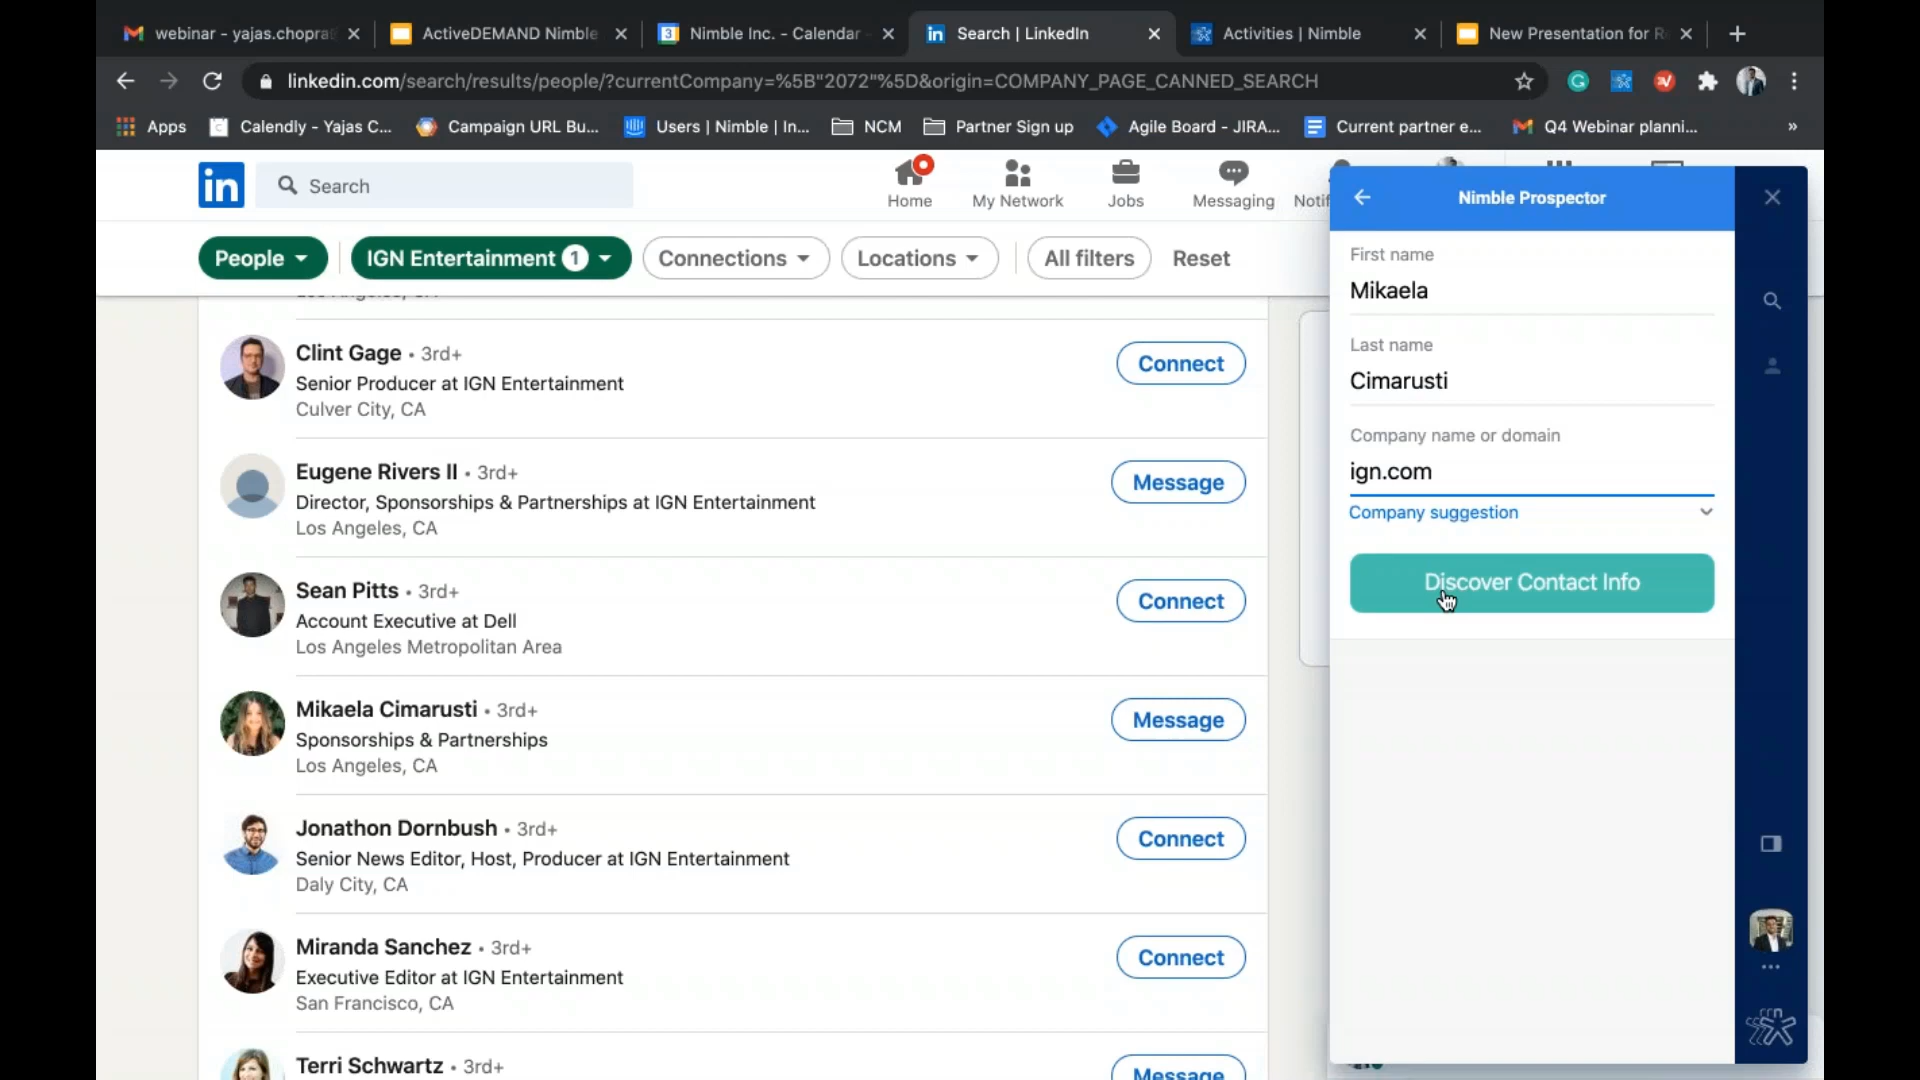 webinar - yajas.chopra
ActiveDEMAND Nimble
3
Nimble Inc. - Calendar
Search | LinkedIn
Activities | Nimble
New Presentation for R
linkedin.com/search/results/people/?currentCompany=%5B"2072"%5D&origin=COMPANY_PAGE_CANNED_SEARCH
Apps
Calendly - Yajas C...
Campaign URL Bu...
Users | Nimble | In...
NCM
Partner Sign up
Agile Board - JIRA...
Current partner e...
Q4 Webinar planni...
»
in
Search
Home
My Network
Jobs
Messaging
Notif
People
IGN Entertainment 1
Connections
Locations
All filters
Reset
Clint Gage • 3rd+
Senior Producer at IGN Entertainment
Culver City, CA
Connect
Eugene Rivers II • 3rd+
Director, Sponsorships & Partnerships at IGN Entertainment
Los Angeles, CA
Message
Sean Pitts • 3rd+
Account Executive at Dell
Los Angeles Metropolitan Area
Connect
Mikaela Cimarusti • 3rd+
Sponsorships & Partnerships
Los Angeles, CA
Message
Jonathon Dornbush • 3rd+
Senior News Editor, Host, Producer at IGN Entertainment
Daly City, CA
Connect
Miranda Sanchez • 3rd+
Executive Editor at IGN Entertainment
San Francisco, CA
Connect
Terri Schwartz • 3rd+
Message
Nimble Prospector
First name
Mikaela
Last name
Cimarusti
Company name or domain
ign.com
Company suggestion
Discover Contact Info